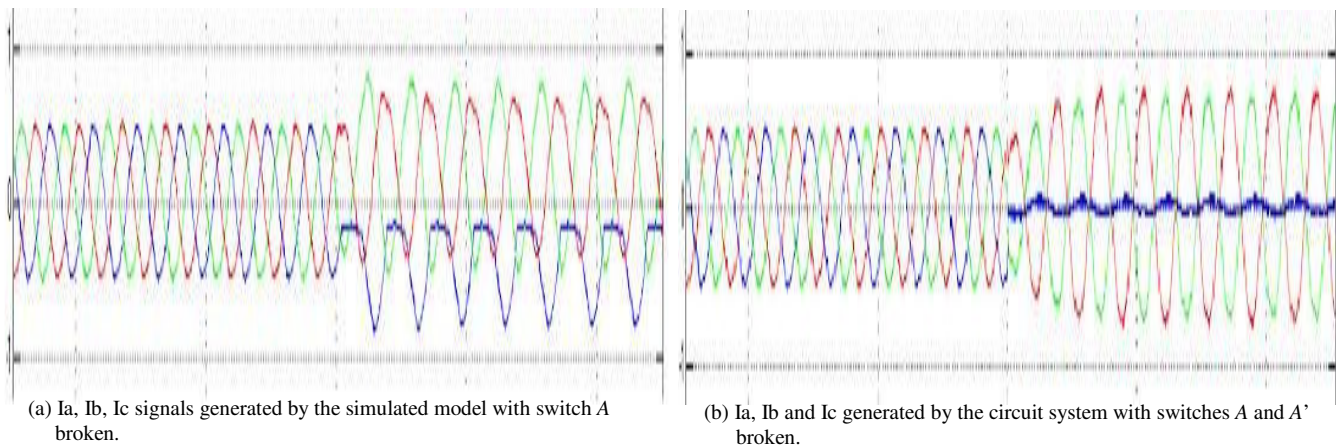 (a) Ia, Ib, Ic signals generated by the simulated model with switch A
broken.
(b) Ia, Ib and Ic generated by the circuit system with switches A and A’
broken.